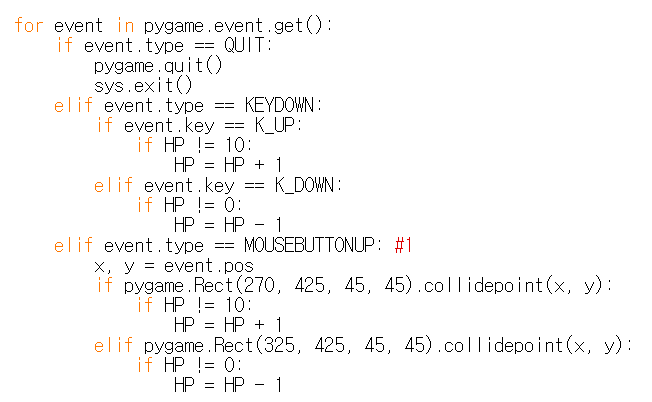 for event in pygame.event.get():
    if event.type == QUIT:
        pygame.quit()
        sys.exit()
    elif event.type == KEYDOWN:
        if event.key == K_UP:
            if HP != 10:
                HP = HP + 1
        elif event.key == K_DOWN:
            if HP != 0:
                HP = HP - 1
    elif event.type == MOUSEBUTTONUP: #1
        x, y = event.pos
        if pygame.Rect(270, 425, 45, 45).collidepoint(x, y):
            if HP != 10:
                HP = HP + 1
        elif pygame.Rect(325, 425, 45, 45).collidepoint(x, y):
            if HP != 0:
                HP = HP - 1